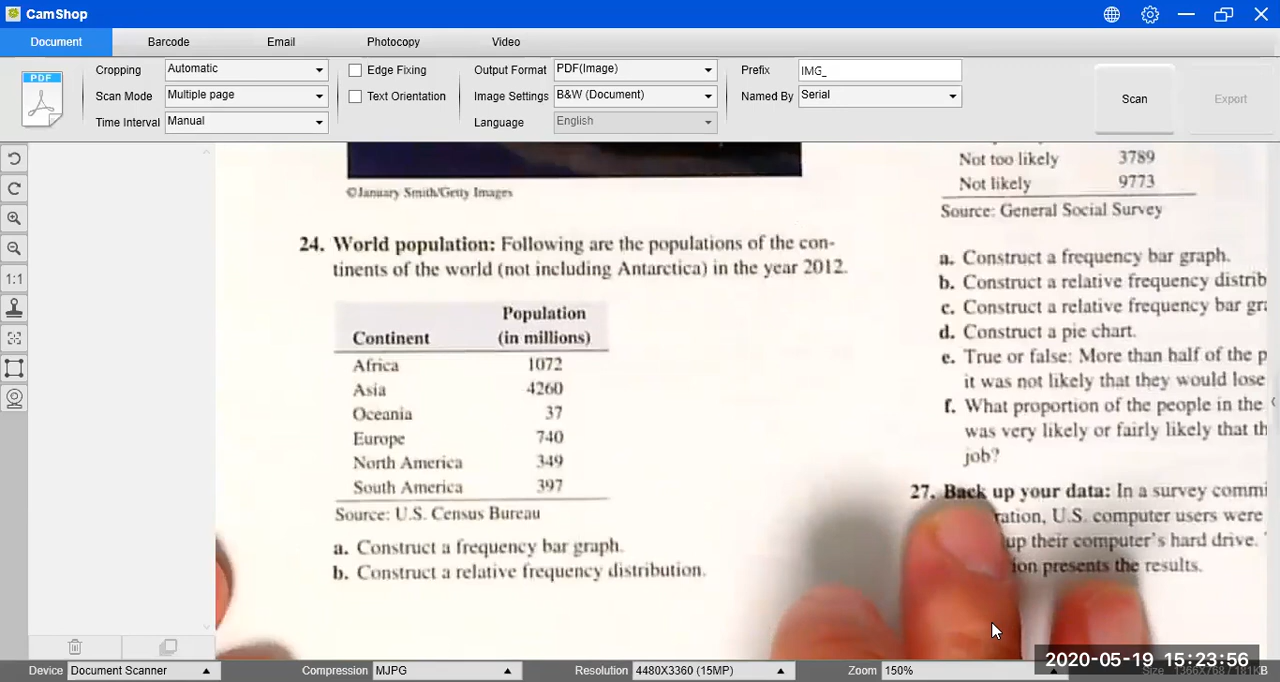 CamShop
Document Barcode Email Photocopy Video
PDF
Cropping Automatic
Scan Mode Multiple page
Time Interval Manual
Edge Fixing
Text Orientation
Output Format PDF(Image)
Image Settings B&W (Document)
Language English
Prefix IMG_
Named By Serial
Scan
Export
1:1
©January Smith/Getty Images
24. World population: Following are the populations of the con-
tinents of the world (not including Antarctica) in the year 2012.
Population
Continent (in millions)
Africa 1072
Asia 4260
Oceania 37
Europe 740
North America 349
South America 397
Source: U.S. Census Bureau
a. Construct a frequency bar graph.
b. Construct a relative frequency distribution.
Not too likely 3789
Not likely 9773
Source: General Social Survey
a. Construct a frequency bar graph.
b. Construct a relative frequency distrib
c. Construct a relative frequency bar gr
d. Construct a pie chart.
e. True or false: More than half of the p
it was not likely that they would lose
f. What proportion of the people in the
was very likely or fairly likely that th
job?
27. Back up your data: In a survey commi
ration, U.S. computer users were
up their computer's hard drive.
ion presents the results.
Device Document Scanner Compression MJPG Resolution 4480X3360 (15MP) Zoom 150%
2020-05-19 15:23:56